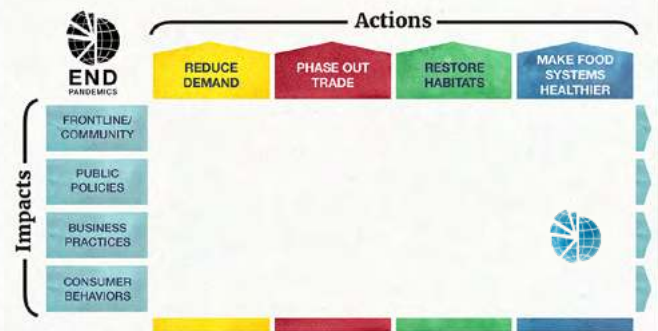 Actions
END
PANDEMICS
REDUCE
DEMAND
PHASE OUT
TRADE
RESTORE
HABITATS
MAKE FOOD
SYSTEMS
HEALTHIER
Impacts
FRONTLINE/
COMMUNITY
PUBLIC
POLICIES
BUSINESS
PRACTICES
CONSUMER
BEHAVIORS